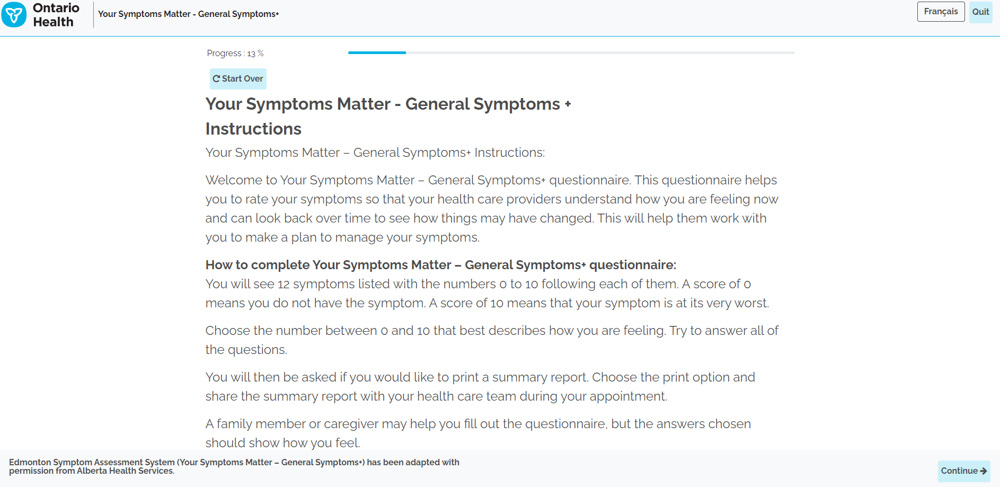 Ontario
Health
Your Symptoms Matter - General Symptoms+
Français
Quit
Progress : 13 %
Start Over
Your Symptoms Matter - General Symptoms +
Instructions
Your Symptoms Matter – General Symptoms+ Instructions:
Welcome to Your Symptoms Matter – General Symptoms+ questionnaire. This questionnaire helps
you to rate your symptoms so that your health care providers understand how you are feeling now
and can look back over time to see how things may have changed. This will help them work with
you to make a plan to manage your symptoms.
How to complete Your Symptoms Matter – General Symptoms+ questionnaire:
You will see 12 symptoms listed with the numbers 0 to 10 following each of them. A score of 0
means you do not have the symptom. A score of 10 means that your symptom is at its very worst.
Choose the number between 0 and 10 that best describes how you are feeling. Try to answer all of
the questions.
You will then be asked if you would like to print a summary report. Choose the print option and
share the summary report with your health care team during your appointment.
A family member or caregiver may help you fill out the questionnaire, but the answers chosen
should show how you feel.
Edmonton Symptom Assessment System (Your Symptoms Matter – General Symptoms+) has been adapted with
permission from Alberta Health Services.
Continue